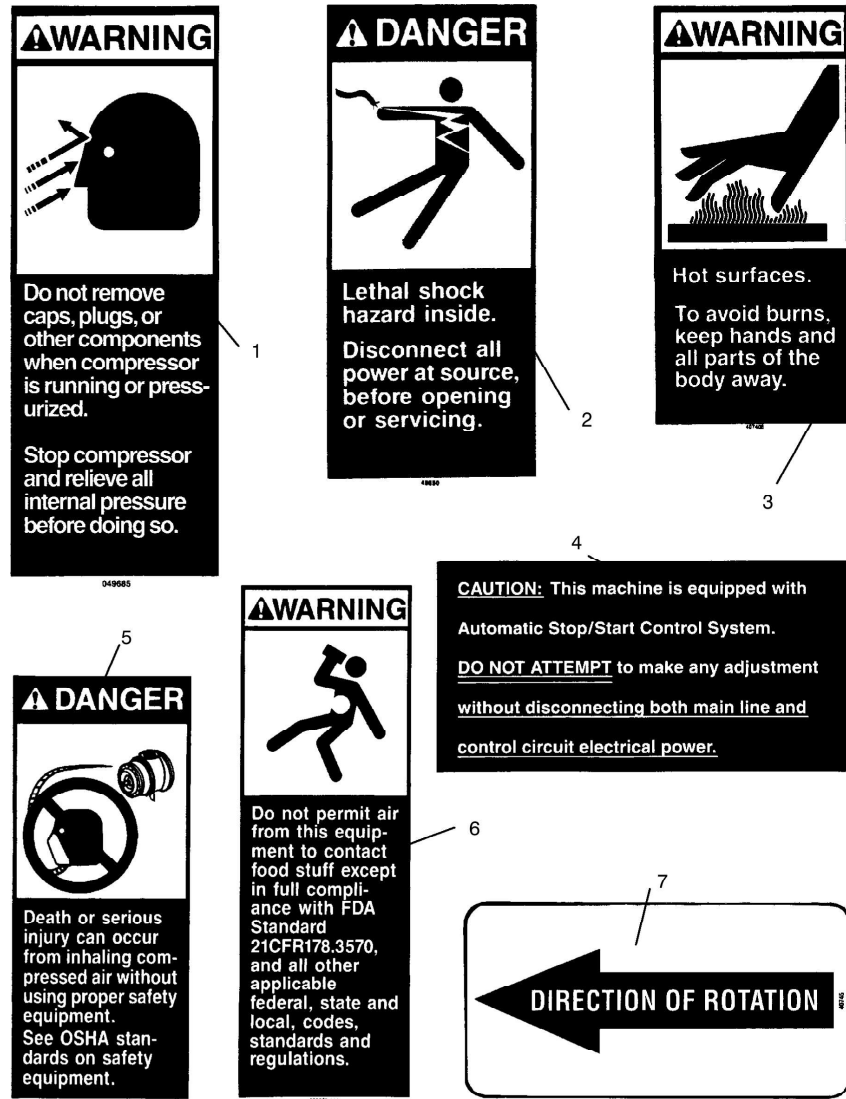 WARNING
Do not remove
caps, plugs, or
other components
when compressor
is running or press-
urized.
Stop compressor
and relieve all
internal pressure
before doing so.
049685
1
DANGER
Lethal shock
hazard inside.
Disconnect all
power at source,
before opening
or servicing.
2
WARNING
Hot surfaces.
To avoid burns,
keep hands and
all parts of the
body away.
3
4
CAUTION: This machine is equipped with
Automatic Stop/Start Control System.
DO NOT ATTEMPT to make any adjustment
without disconnecting both main line and
control circuit electrical power.
5
DANGER
Death or serious
injury can occur
from inhaling com-
pressed air without
using proper safety
equipment.
See OSHA stan-
dards on safety
equipment.
WARNING
Do not permit air
from this equip-
ment to contact
food stuff except
in full compli-
ance with FDA
Standard
21CFR178.3570,
and all other
applicable
federal, state and
local, codes,
standards and
regulations.
6
7
DIRECTION OF ROTATION